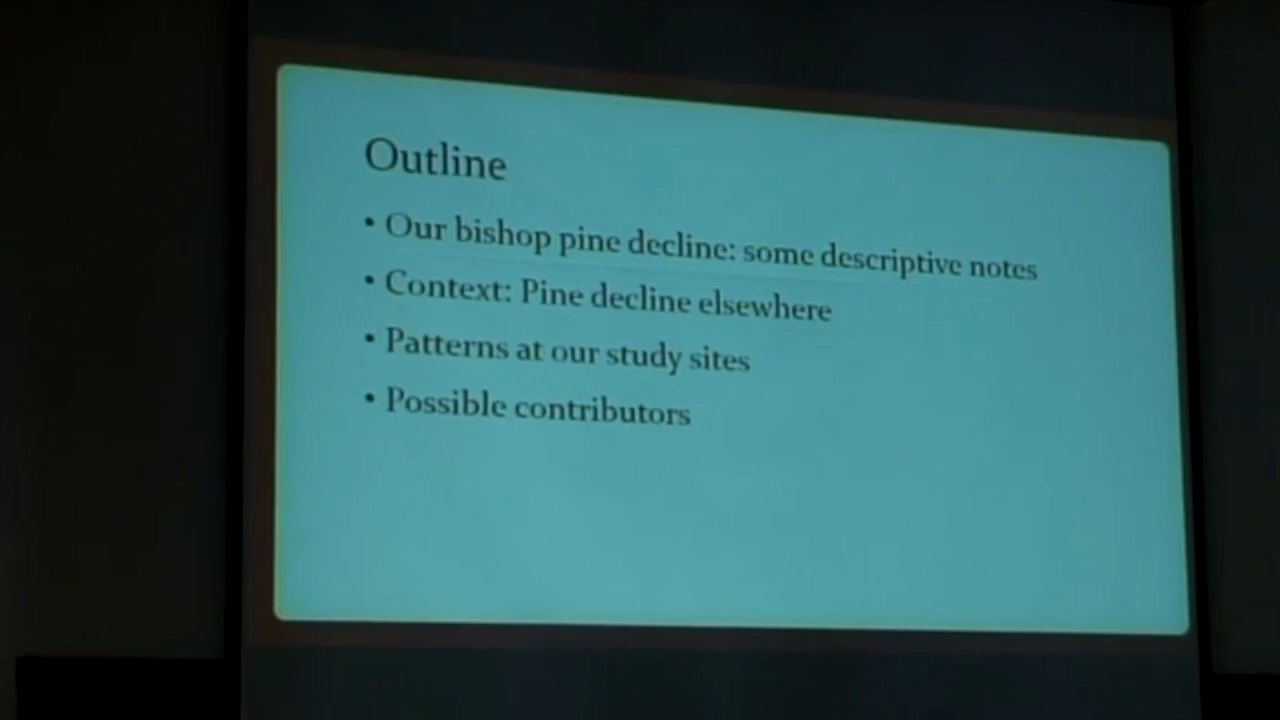 Outline
• Our bishop pine decline: some descriptive notes
• Context: Pine decline elsewhere
• Patterns at our study sites
• Possible contributors